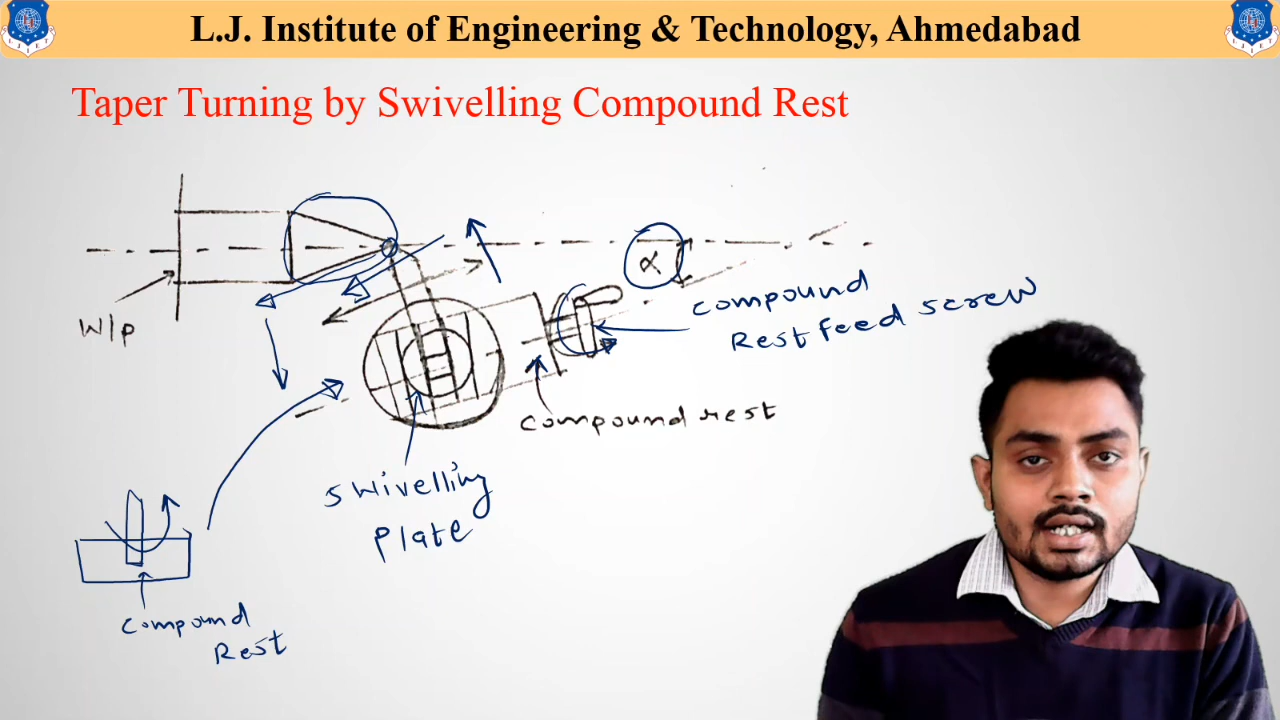 L.J. Institute of Engineering & Technology, Ahmedabad
Taper Turning by Swivelling Compound Rest
W/P
α
compound
Rest feed screw
compound rest
swivelling
plate
compound
Rest